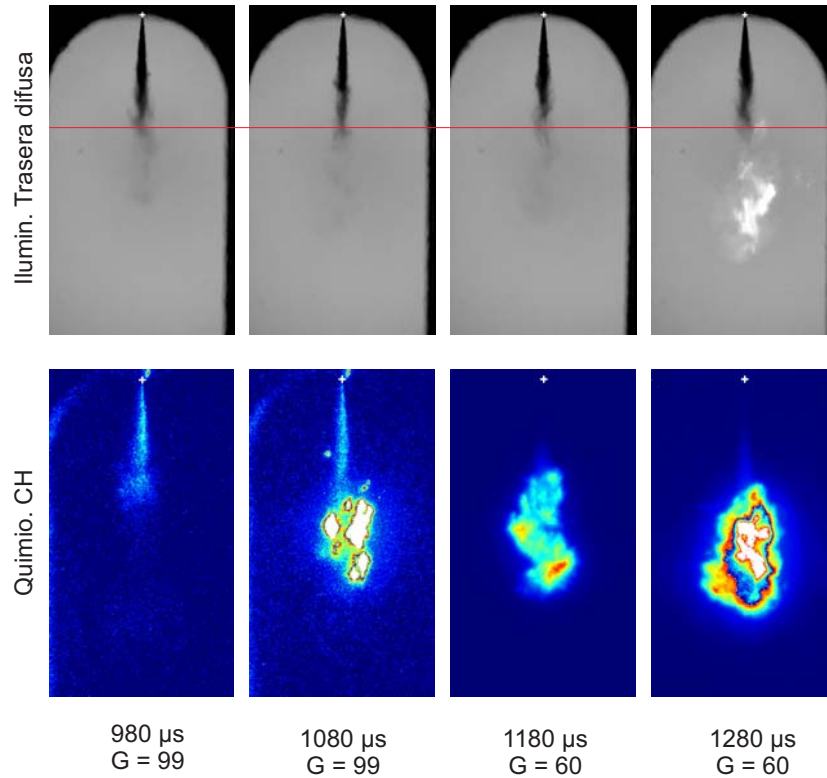 Ilumin. Trasera difusa
Quimio. CH
980 µs
G = 99
1080 µs
G = 99
1180 µs
G = 60
1280 µs
G = 60